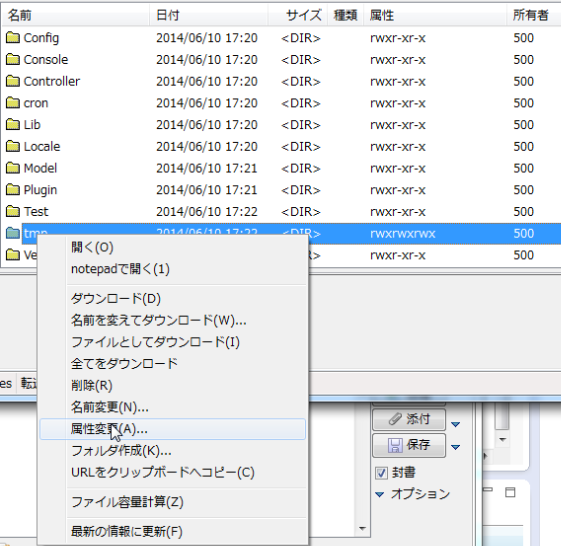 名前 日付 サイズ 種類 属性 所有者
Config 2014/06/10 17:20 <DIR> rwxr-xr-x 500
Console 2014/06/10 17:20 <DIR> rwxr-xr-x 500
Controller 2014/06/10 17:20 <DIR> rwxr-xr-x 500
cron 2014/06/10 17:20 <DIR> rwxr-xr-x 500
Lib 2014/06/10 17:20 <DIR> rwxr-xr-x 500
Locale 2014/06/10 17:20 <DIR> rwxr-xr-x 500
Model 2014/06/10 17:21 <DIR> rwxr-xr-x 500
Plugin 2014/06/10 17:21 <DIR> rwxr-xr-x 500
Test 2014/06/10 17:22 <DIR> rwxr-xr-x 500
tmp 2014/06/10 17:22 <DIR> rwxrwxrwx 500
Ve rwxr-xr-x 500
開く(O)
notepadで開く(1)
ダウンロード(D)
名前を変えてダウンロード(W)...
ファイルとしてダウンロード(I)
全てをダウンロード
削除(R)
名前変更(N)...
属性変更(A)...
フォルダ作成(K)...
URLをクリップボードへコピー(C)
ファイル容量計算(Z)
最新の情報に更新(F)
es 転
添付
保存
封書
オプション